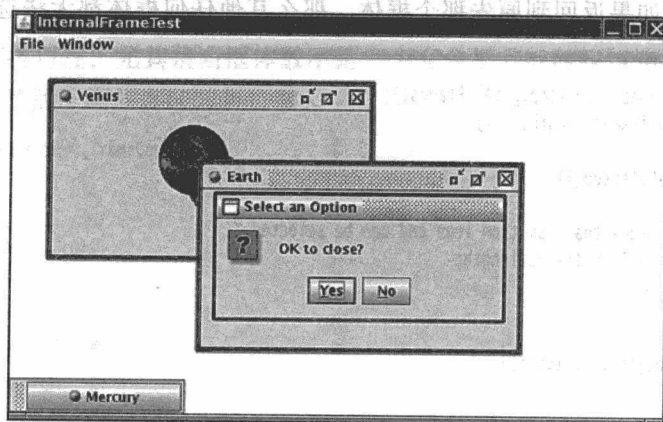 InternalFrameTest
File Window
Venus
Earth
Select an Option
OK to close?
Yes No
Mercury